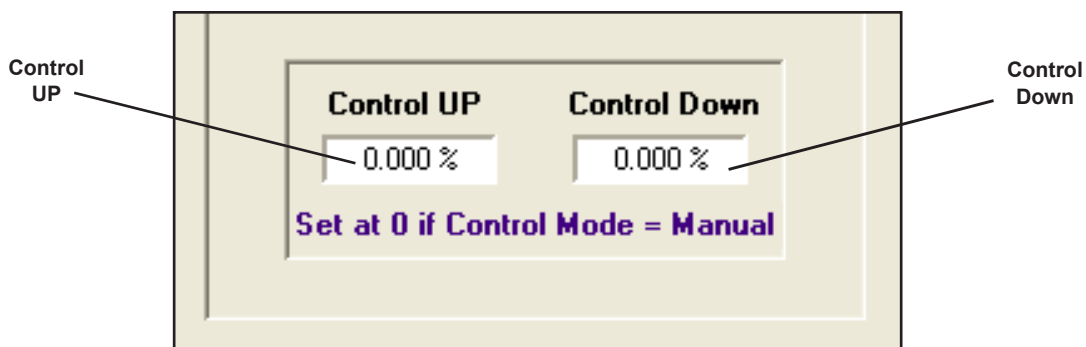 Control
UP
Control UP
Control Down
0.000 %
0.000 %
Set at 0 if Control Mode = Manual
Control
Down